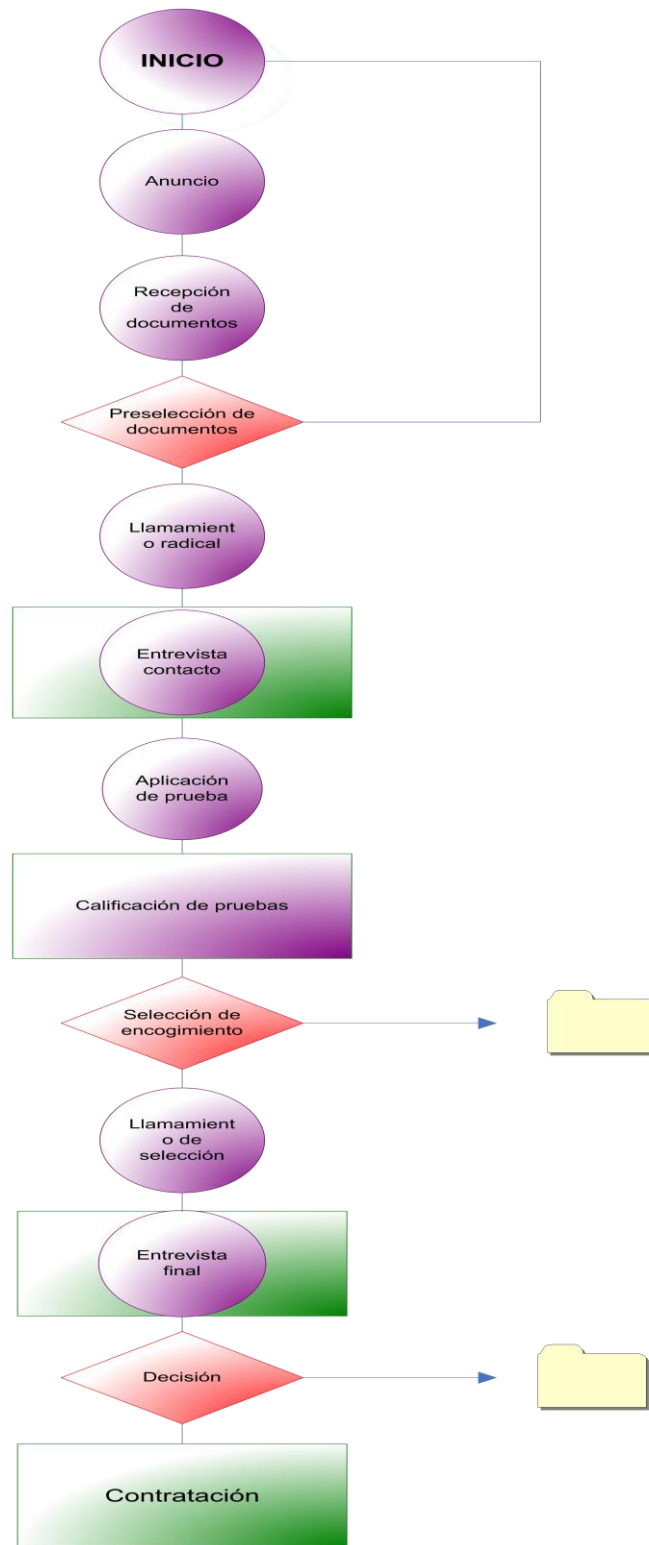 INICIO
Anuncio
Recepción
de
documentos
Preselección de
documentos
Llamamient
o radical
Entrevista
contacto
Aplicación
de prueba
Calificación de pruebas
Selección de
encogimiento
Llamamient
o de
selección
Entrevista
final
Decisión
Contratación